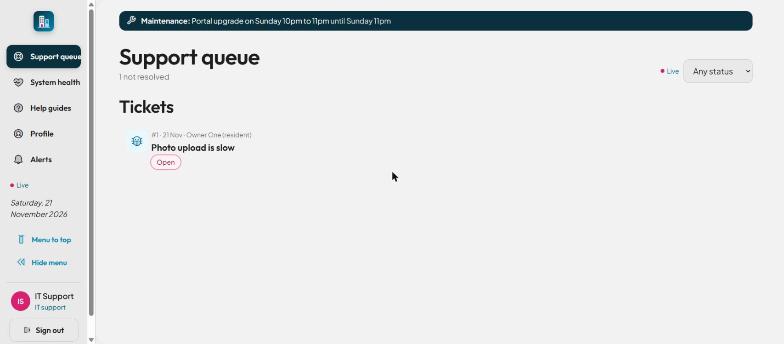 Maintenance: Portal upgrade on Sunday 10pm to 11pm until Sunday 11pm
Support queue
System health
Help guides
Profile
Alerts
Live
Saturday, 21
November 2026
Menu to top
Hide menu
IS
IT Support
IT support
Sign out
Support queue
1 not resolved
Live
Any status
Tickets
#1 · 21 Nov · Owner One (resident)
Photo upload is slow
Open